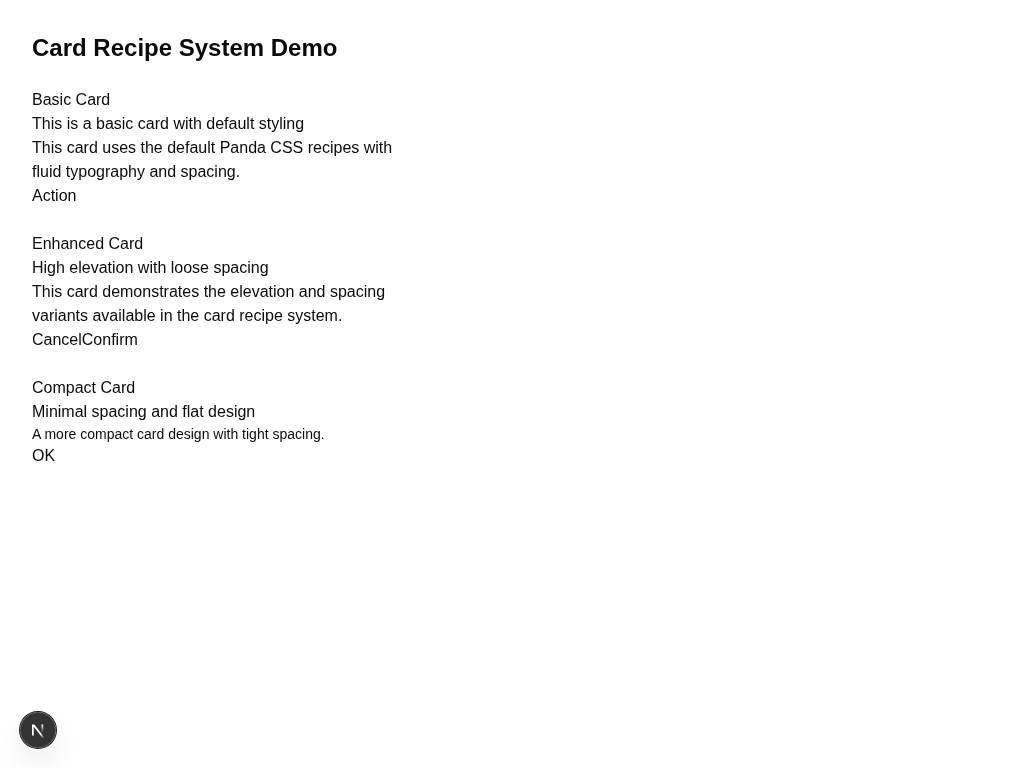 Card Recipe System Demo
Basic Card
This is a basic card with default styling
This card uses the default Panda CSS recipes with
fluid typography and spacing.
Action
Enhanced Card
High elevation with loose spacing
This card demonstrates the elevation and spacing
variants available in the card recipe system.
CancelConfirm
Compact Card
Minimal spacing and flat design
A more compact card design with tight spacing.
OK
N